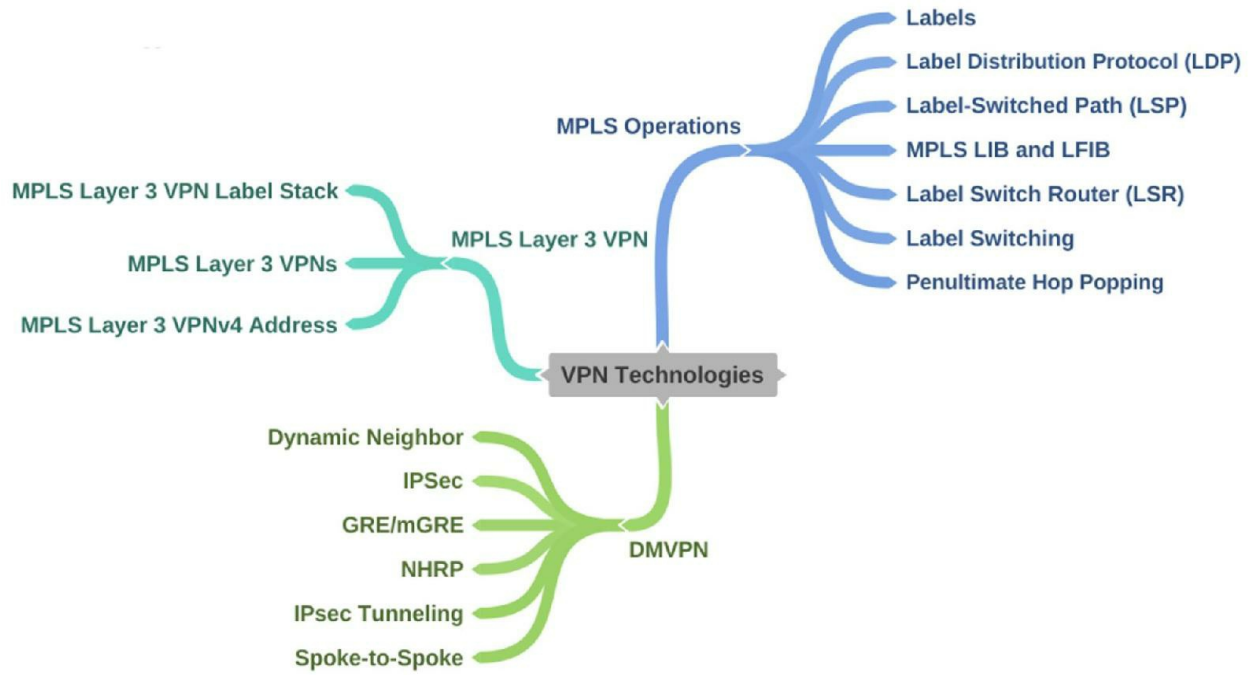 Labels
Label Distribution Protocol (LDP)
Label-Switched Path (LSP)
MPLS Operations
MPLS LIB and LFIB
Label Switch Router (LSR)
Label Switching
Penultimate Hop Popping
MPLS Layer 3 VPN Label Stack
MPLS Layer 3 VPN
MPLS Layer 3 VPNs
MPLS Layer 3 VPNv4 Address
VPN Technologies
Dynamic Neighbor
IPSec
GRE/mGRE
DMVPN
NHRP
IPsec Tunneling
Spoke-to-Spoke